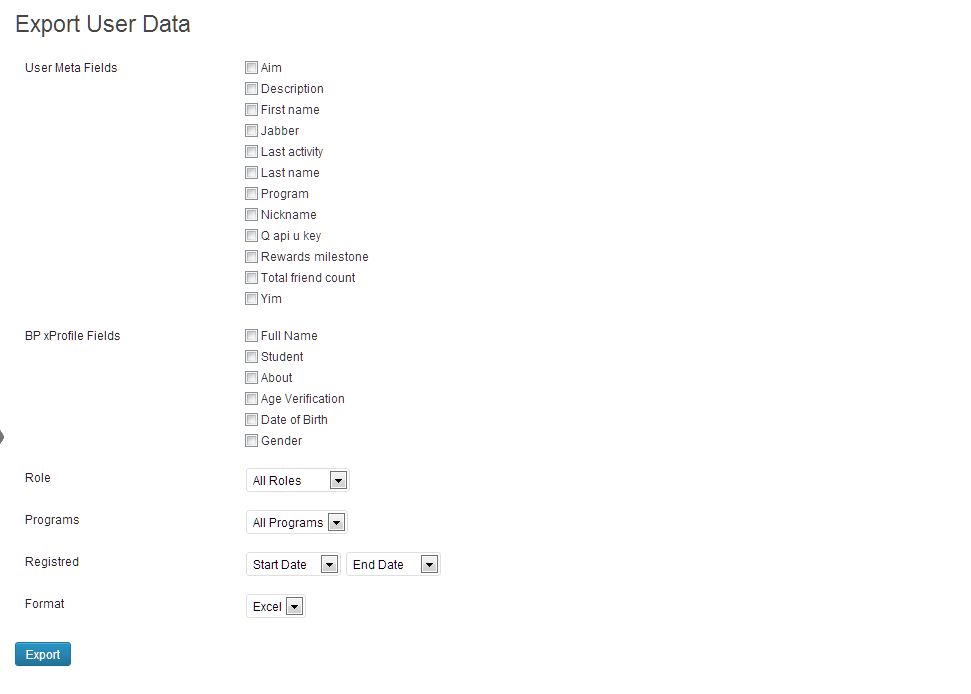 Export User Data
User Meta Fields
Aim
Description
First name
Jabber
Last activity
Last name
Program
Nickname
Q api u key
Rewards milestone
Total friend count
Yim
BP xProfile Fields
Full Name
Student
About
Age Verification
Date of Birth
Gender
Role All Roles
Programs All Programs
Registred Start Date End Date
Format Excel
Export